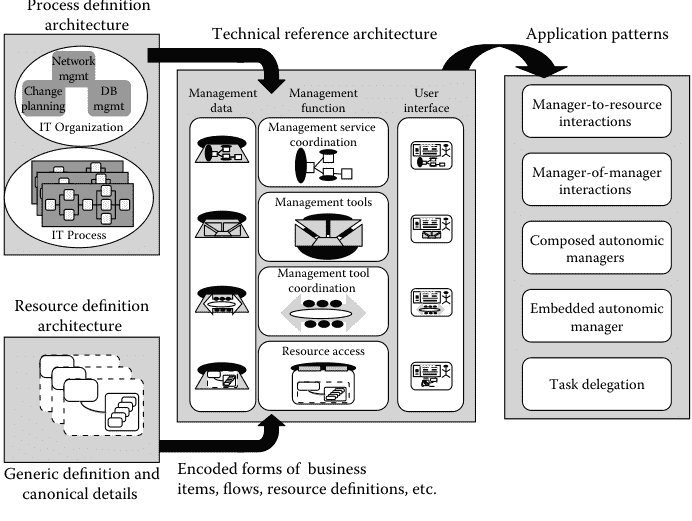 Process definition
architecture
Network
mgmt
Change
planning
DB
mgmt
IT Organization
IT Process
Resource definition
architecture
Generic definition and
canonical details
Technical reference architecture
Management
data
Management
function
User
interface
Management service
coordination
Management tools
Management tool
coordination
Resource access
Encoded forms of business
items, flows, resource definitions, etc.
Application patterns
Manager-to-resource
interactions
Manager-of-manager
interactions
Composed autonomic
managers
Embedded autonomic
manager
Task delegation